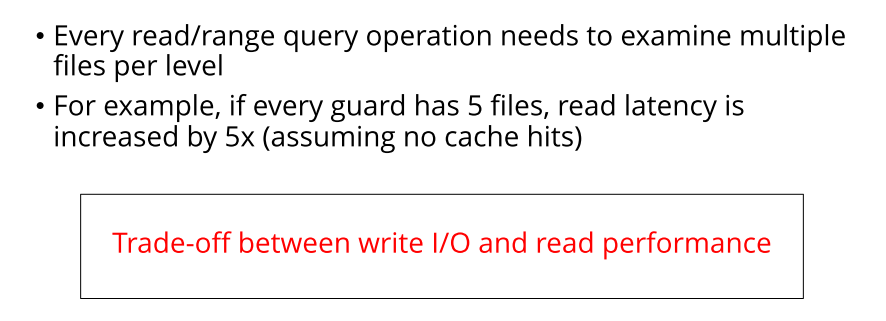 • Every read/range query operation needs to examine multiple
files per level
• For example, if every guard has 5 files, read latency is
increased by 5x (assuming no cache hits)
Trade-off between write I/O and read performance